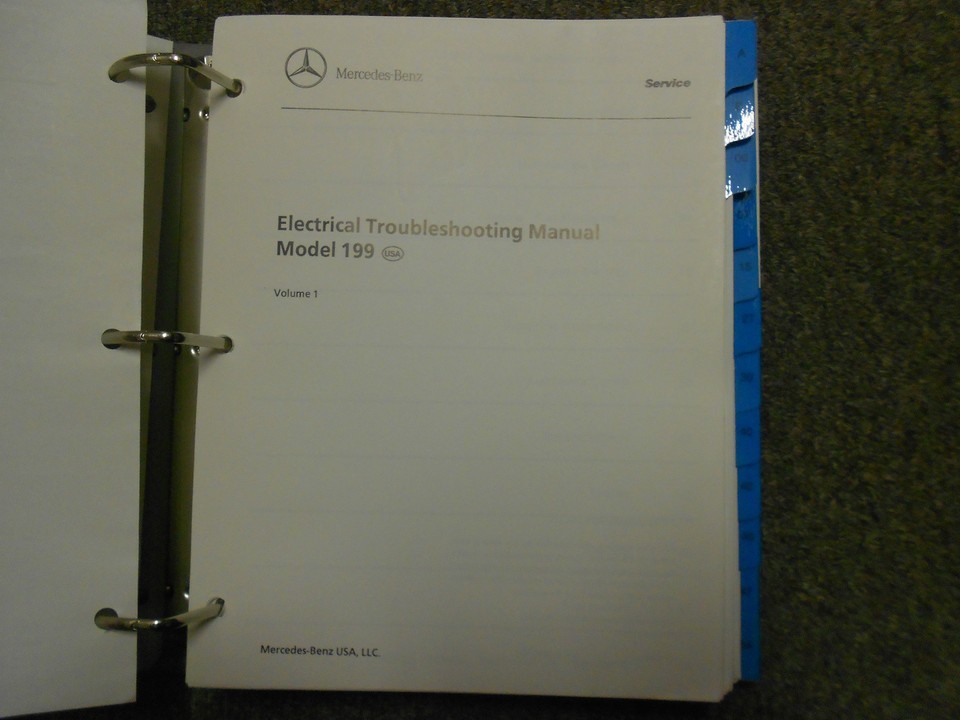 Mercedes-Benz
Service
Electrical Troubleshooting Manual
Model 199 USA
Volume 1
Mercedes-Benz USA, LLC.
A